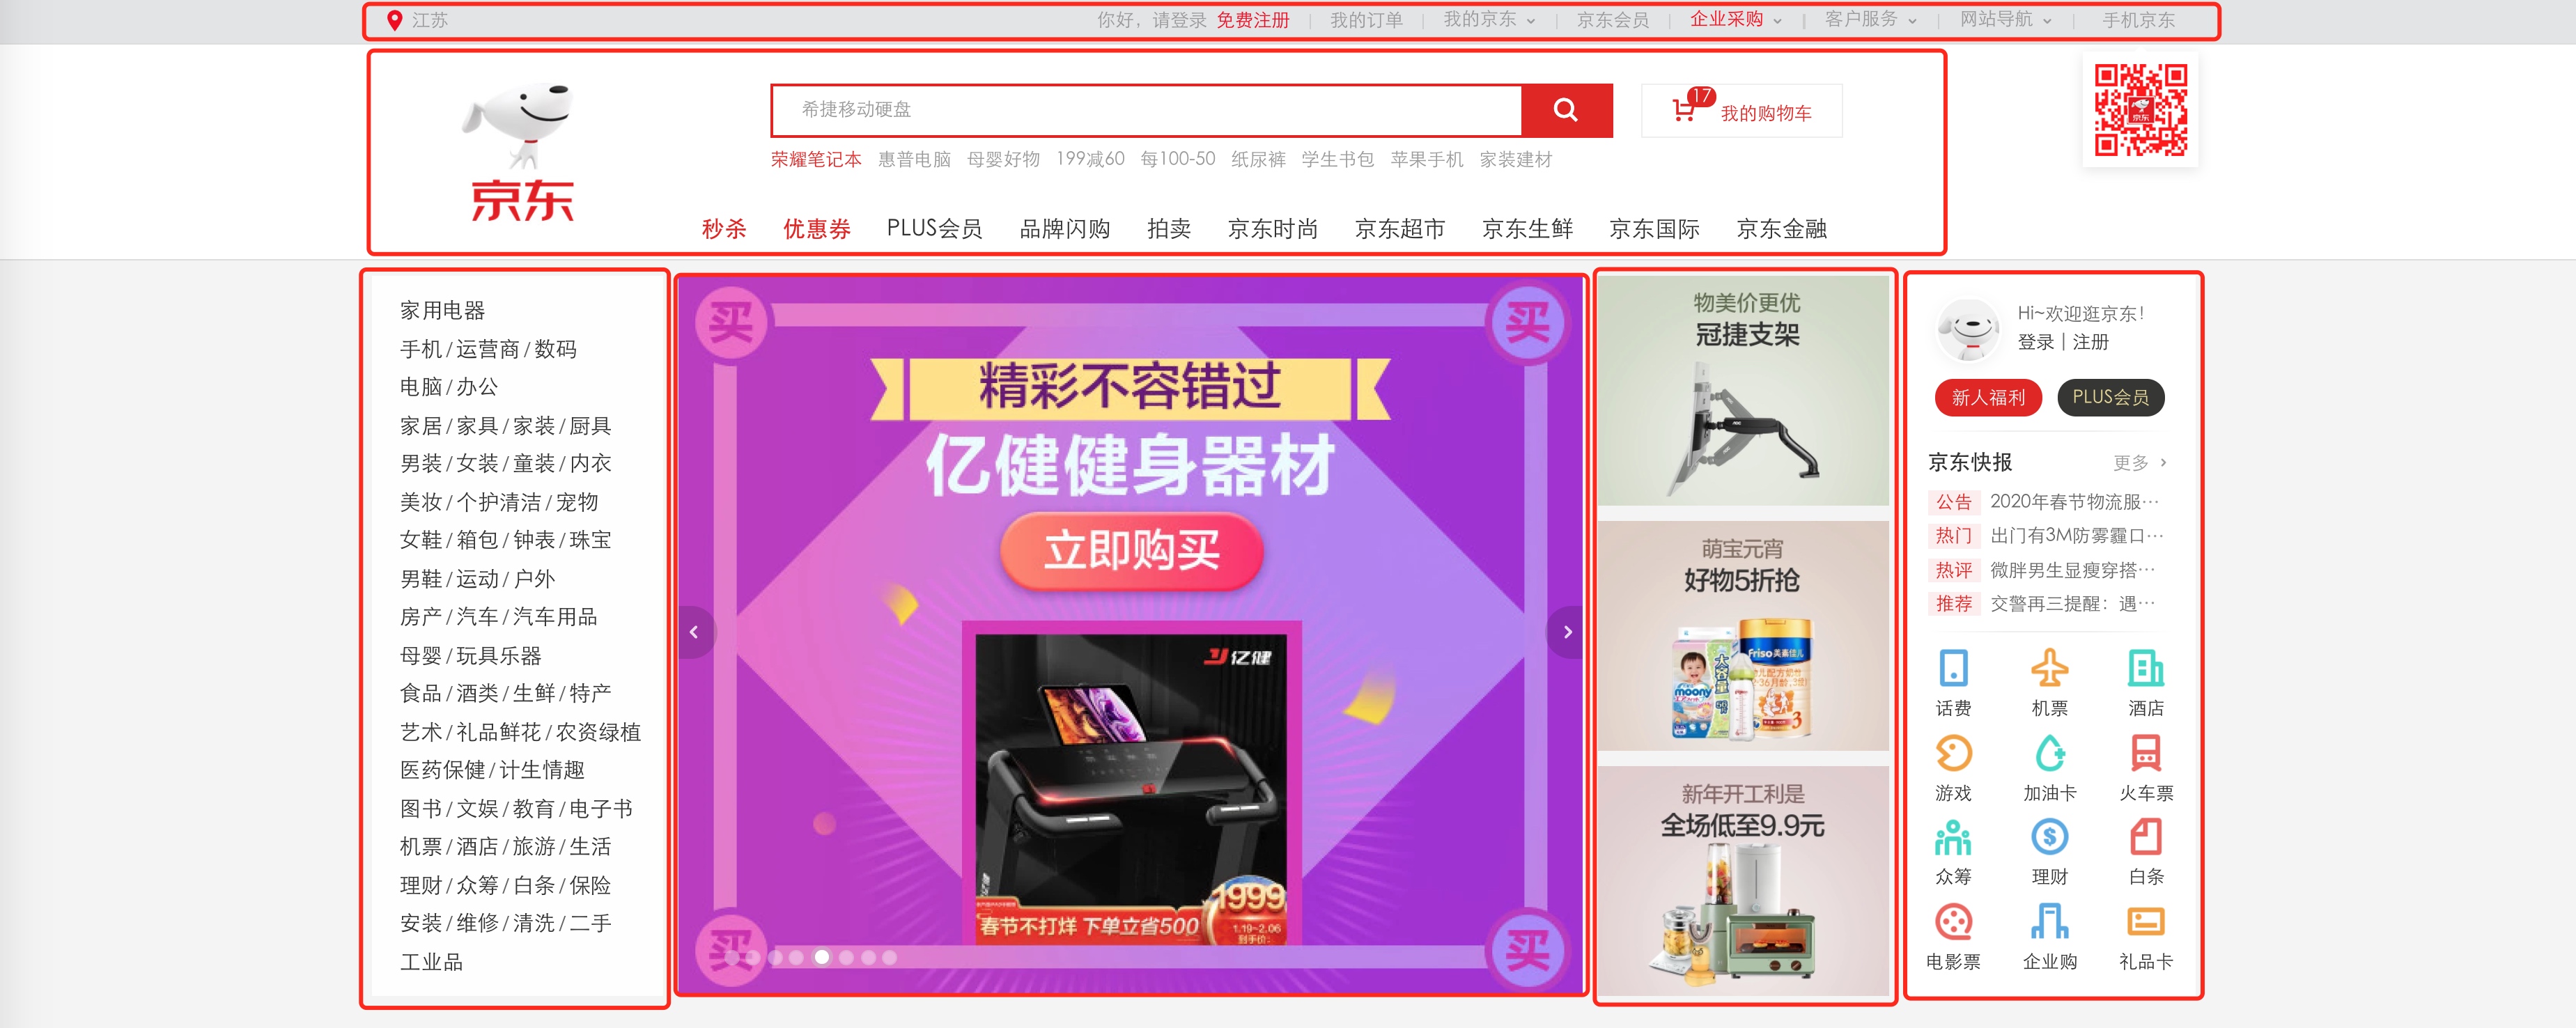 江苏
你好，请登录 免费注册 我的订单 我的京东 京东会员 企业采购 客户服务 网站导航 手机京东
京东
希捷移动硬盘
17
我的购物车
京东
荣耀笔记本 惠普电脑 母婴好物 199减60 每100-50 纸尿裤 学生书包 苹果手机 家装建材
秒杀 优惠券 PLUS会员 品牌闪购 拍卖 京东时尚 京东超市 京东生鲜 京东国际 京东金融
家用电器
手机/运营商/数码
电脑/办公
家居/家具/家装/厨具
男装/女装/童装/内衣
美妆/个护清洁/宠物
女鞋/箱包/钟表/珠宝
男鞋/运动/户外
房产/汽车/汽车用品
母婴/玩具乐器
食品/酒类/生鲜/特产
艺术/礼品鲜花/农资绿植
医药保健/计生情趣
图书/文娱/教育/电子书
机票/酒店/旅游/生活
理财/众筹/白条/保险
安装/维修/清洗/二手
工业品
买
买
精彩不容错过
亿健健身器材
立即购买
亿健
1999
春节不打烊 下单立省500
1.19~2.06
到手价:
买
买
物美价更优
冠捷支架
萌宝元宵
好物5折抢
moony
Friso美素佳儿
3
新年开工利是
全场低至9.9元
Hi~欢迎逛京东！
登录 | 注册
新人福利 PLUS会员
京东快报 更多
公告 2020年春节物流服…
热门 出门有3M防雾霾口…
热评 微胖男生显瘦穿搭…
推荐 交警再三提醒：遇…
话费 机票 酒店
游戏 加油卡 火车票
众筹 理财 白条
电影票 企业购 礼品卡